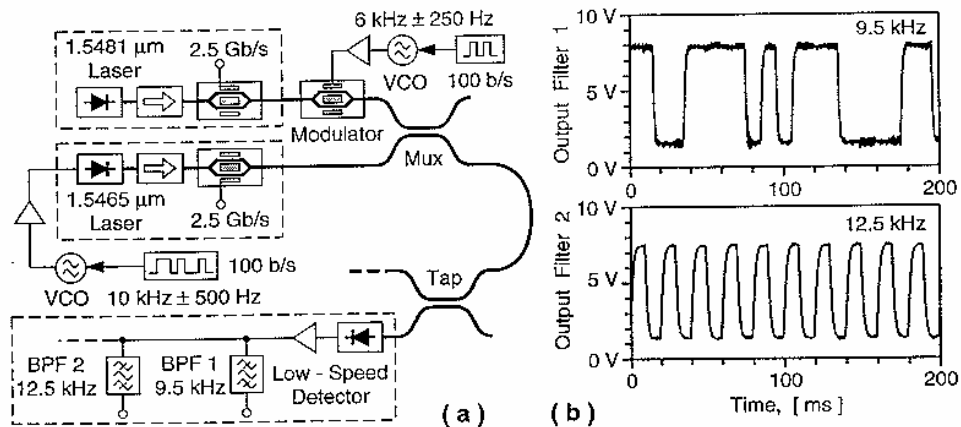 6 kHz ± 250 Hz
1.5481 µm
Laser
2.5 Gb/s
VCO
100 b/s
Modulator
Mux
1.5465 µm
Laser
2.5 Gb/s
100 b/s
VCO
10 kHz ± 500 Hz
Tap
BPF 2
12.5 kHz
BPF 1
9.5 kHz
Low - Speed
Detector
( a )
10 V
9.5 kHz
Output Filter 1
5 V
0 V
0
100
200
10 V
12.5 kHz
Output Filter 2
5 V
0 V
0
100
200
Time, [ ms ]
( b )